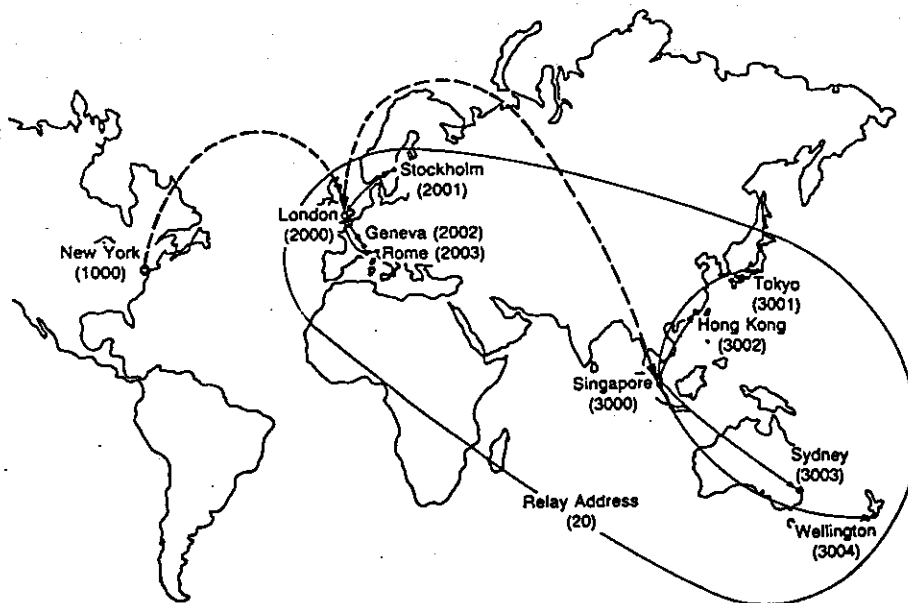 Stockholm
(2001)
London
(2000)
Geneva (2002)
Rome (2003)
New York
(1000)
Tokyo
(3001)
Hong Kong
(3002)
Singapore
(3000)
Sydney
(3003)
Relay Address
(20)
Wellington
(3004)